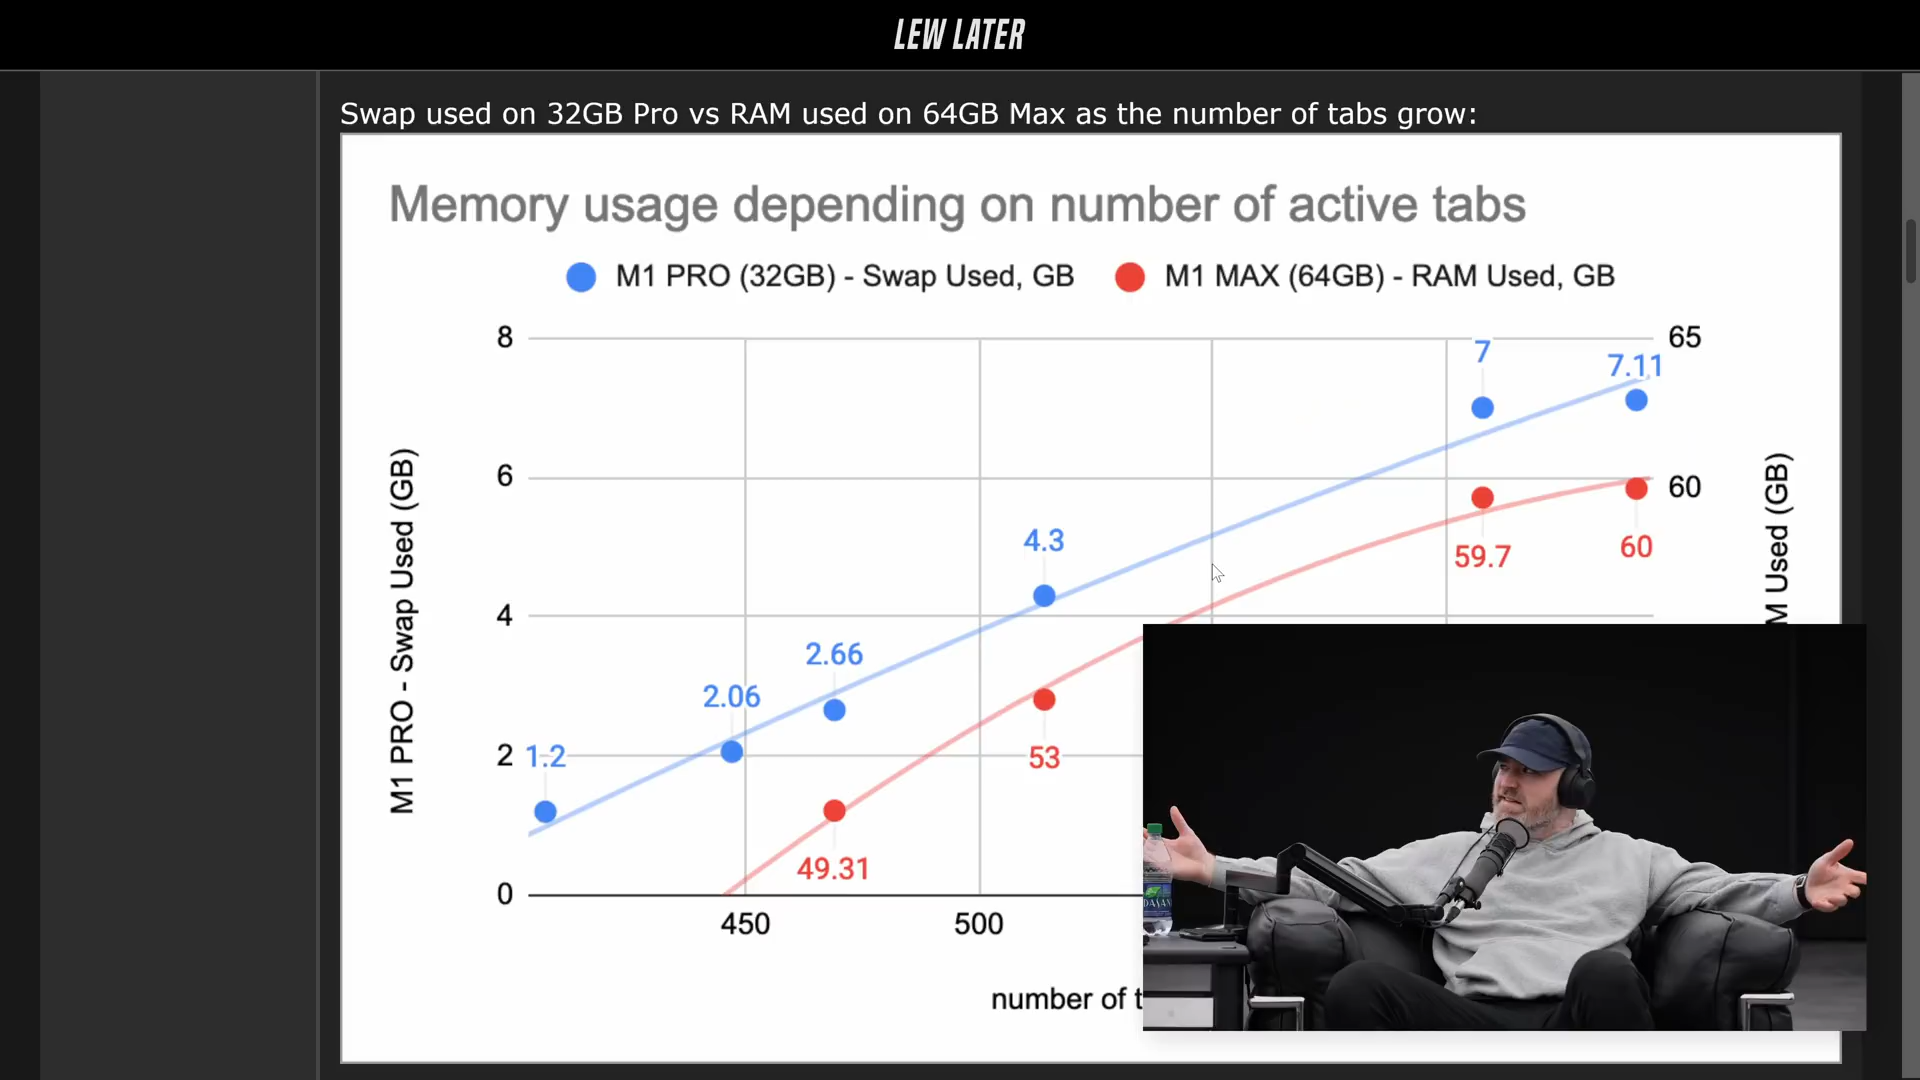 LEW LATER
Swap used on 32GB Pro vs RAM used on 64GB Max as the number of tabs grow:
Memory usage depending on number of active tabs
M1 PRO (32GB) - Swap Used, GB
M1 MAX (64GB) - RAM Used, GB
8
65
7
7.11
6
60
4.3
59.7
60
4
2.66
2.06
2
1.2
53
49.31
0
450
500
M1 PRO - Swap Used (GB)
M Used (GB)
number of t
DASANI